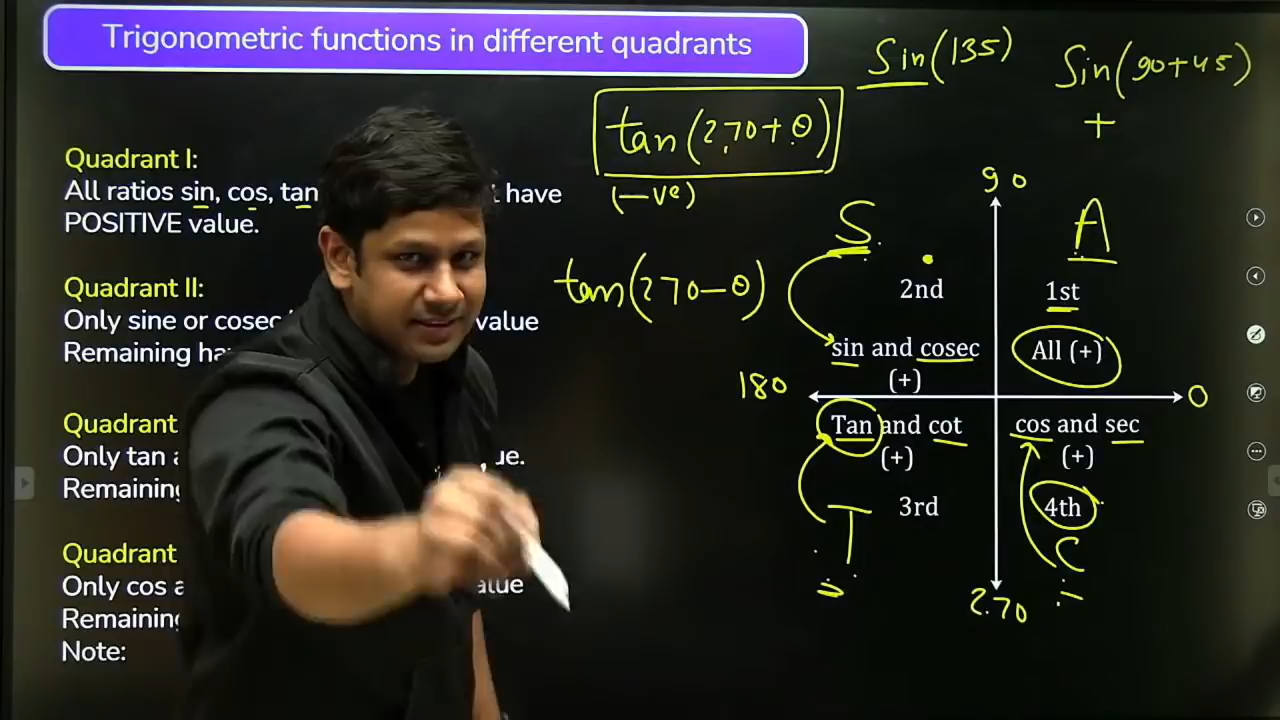 Trigonometric functions in different quadrants
Sin(135)
Sin(90+45)
+
tan(270+θ)
(-ve)
tan(270-θ)
Quadrant I:
All ratios sin, cos, tan have
POSITIVE value.
Quadrant II:
Only sine or cosec value
Remaining
Quadrant
Only tan
Remaining
Quadrant
Only cos
Remaining
Note:
90
S
A
2nd
1st
sin and cosec
(+)
All (+)
180
0
Tan and cot
(+)
cos and sec
(+)
3rd
4th
T
C
270